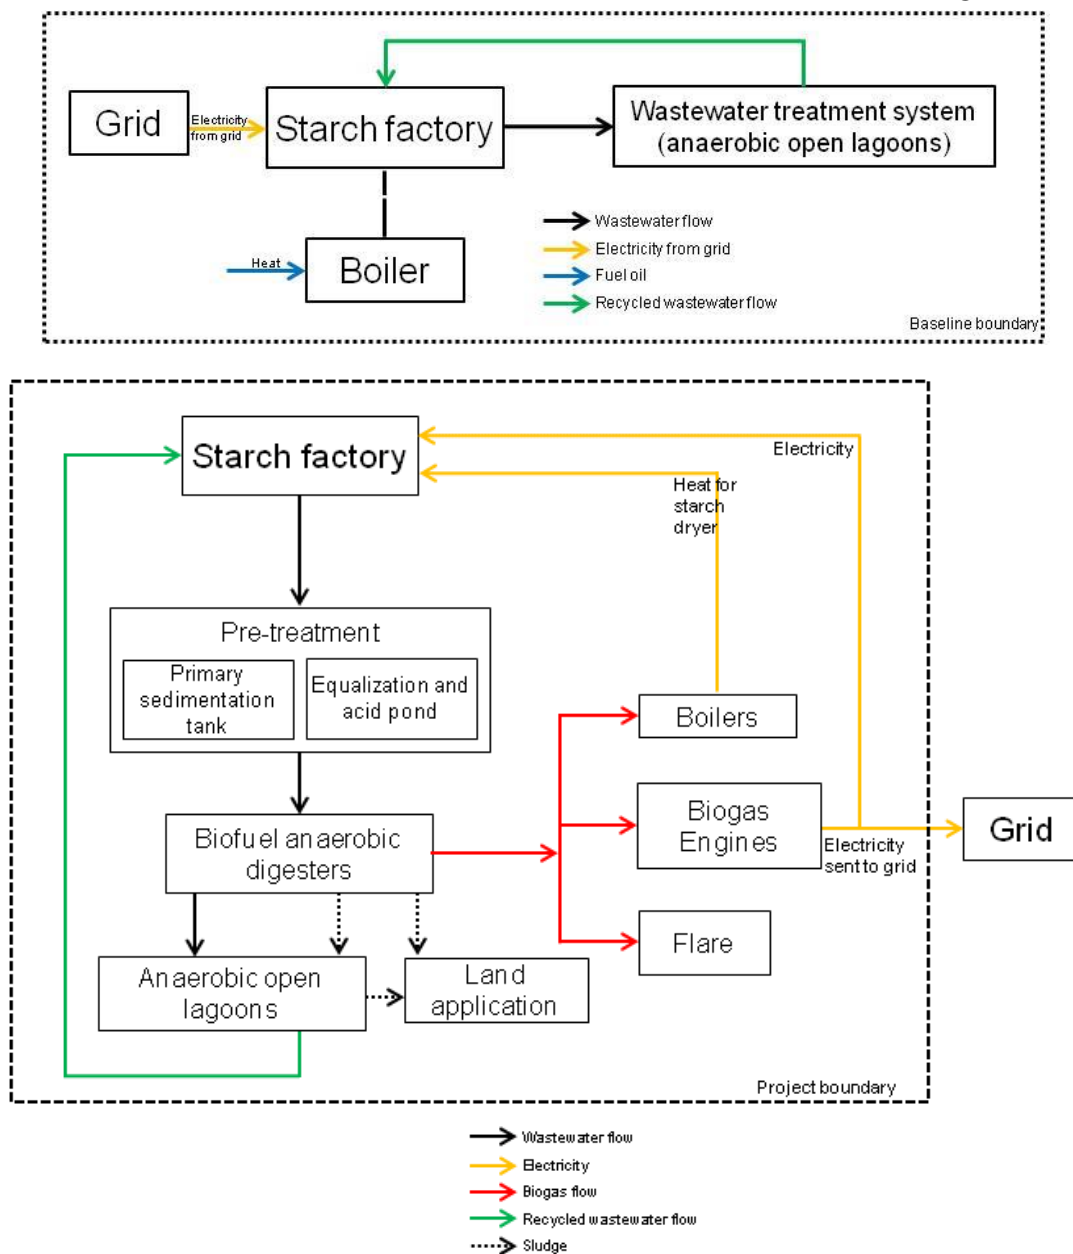 Grid
Electricity
from grid
Starch factory
Wastewater treatment system
(anaerobic open lagoons)
Heat
Boiler
Wastewater flow
Electricity from grid
Fuel oil
Recycled wastewater flow
Baseline boundary
Starch factory
Electricity
Heat for
starch
dryer
Pre-treatment
Primary
sedimentation
tank
Equalization and
acid pond
Boilers
Biofuel anaerobic
digesters
Biogas
Engines
Electricity
sent to grid
Grid
Flare
Anaerobic open
lagoons
Land
application
Project boundary
Wastewater flow
Electricity
Biogas flow
Recycled wastewater flow
Sludge